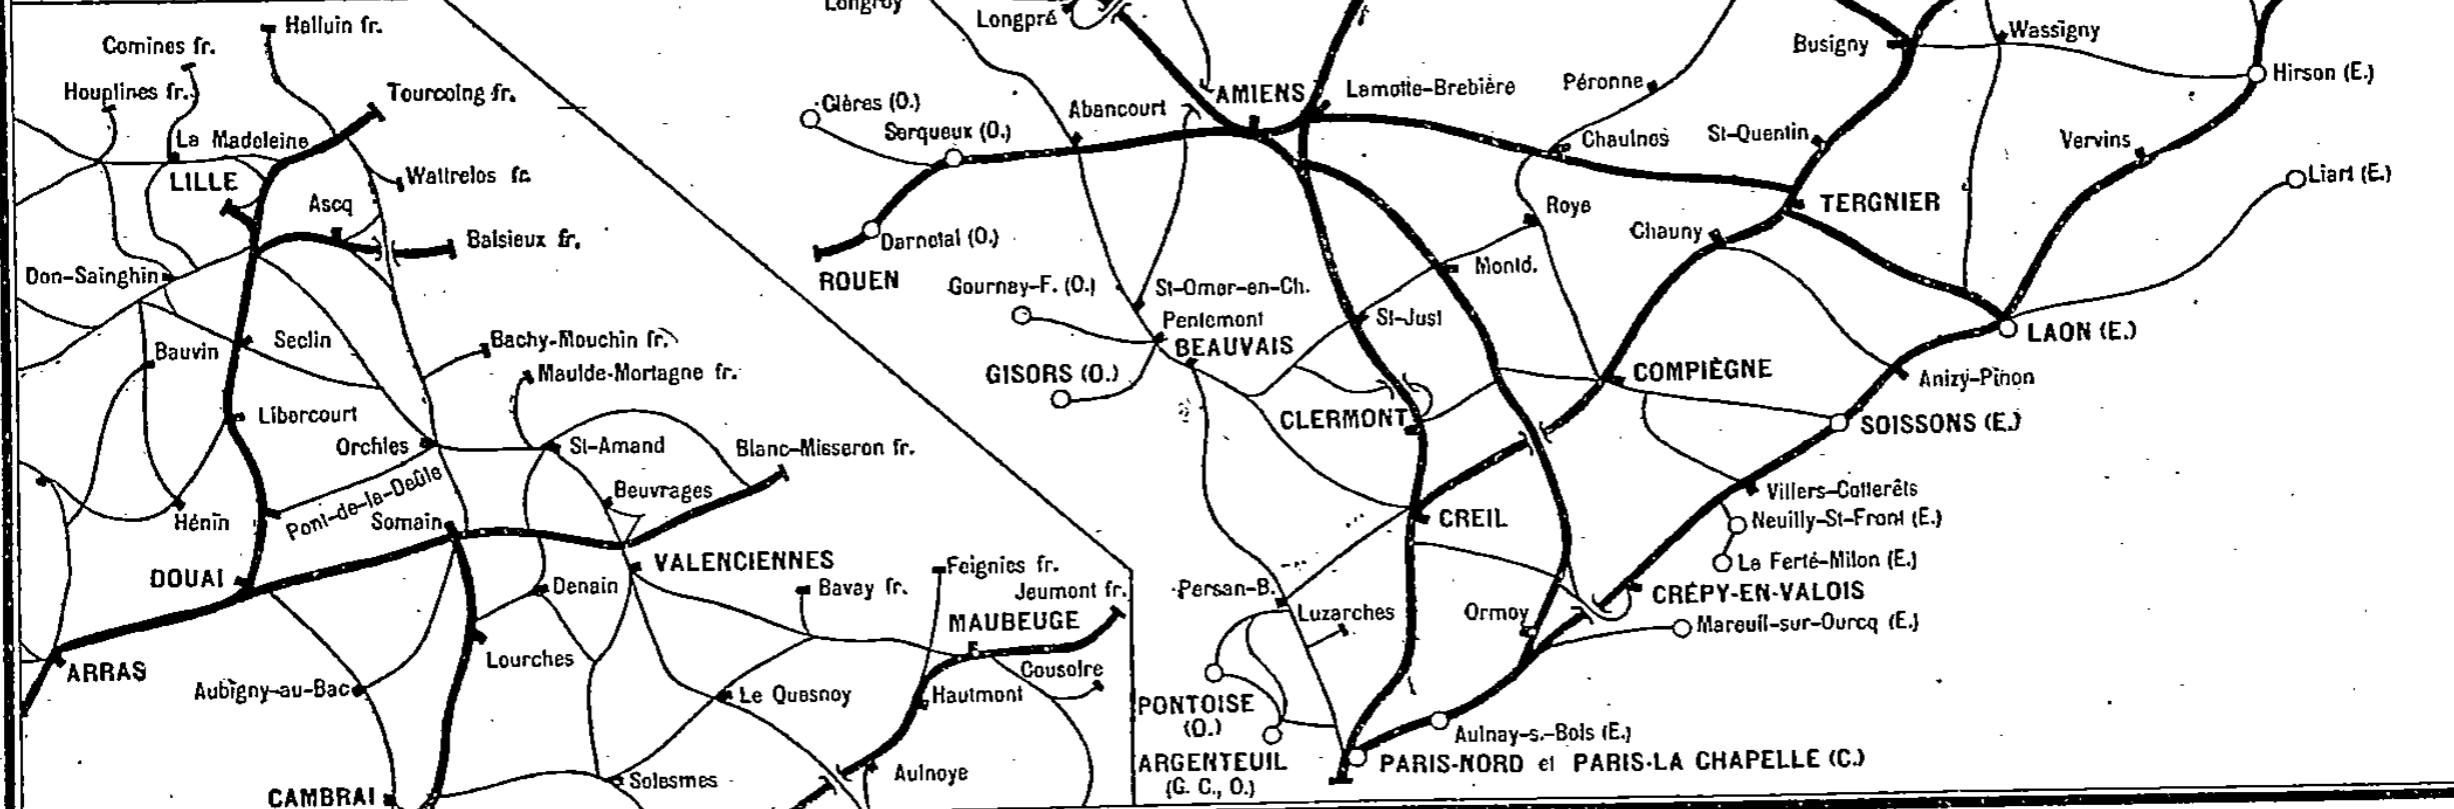 Longroy
Longpré
Halluin fr.
Comines fr.
Houplines fr.
Tourcoing fr.
La Madeleine
LILLE
Wattrelos fr.
Ascq
Baisieux fr.
Don-Sainghin
Seclin
Bauvin
Bachy-Mouchin fr.
Maulde-Mortagne fr.
Libercourt
Orchies
St-Amand
Blanc-Misseron fr.
Pont-de-la-Deûle
Beuvrages
Hénin
Somain
DOUAI
VALENCIENNES
Denain
Bavay fr.
Feignies fr.
Jeumont fr.
MAUBEUGE
Lourches
ARRAS
Aubigny-au-Bac
Le Quesnoy
Hautmont
Cousolre
Solesmes
Aulnoye
CAMBRAI
Busigny
Wassigny
Hirson (E.)
Clères (O.)
Serqueux (O.)
Abancourt
AMIENS
Lamotte-Brebière
Péronne
Chaulnes
St-Quentin
Vervins
Liart (E.)
TERGNIER
Roye
Chauny
Darnetal (O.)
ROUEN
Gournay-F. (O.)
St-Omer-en-Ch.
Montd.
St-Just
Pentemont
BEAUVAIS
GISORS (O.)
COMPIÈGNE
LAON (E.)
Anizy-Pinon
CLERMONT
SOISSONS (E.)
CREIL
Villers-Cotterêts
Neuilly-St-Front (E.)
La Ferté-Milon (E.)
Persan-B.
Luzarches
Ormoy
CRÉPY-EN-VALOIS
Mareuil-sur-Ourcq (E.)
PONTOISE
(O.)
Aulnay-s.-Bois (E.)
ARGENTEUIL
(G. C., O.)
PARIS-NORD et PARIS-LA CHAPELLE (C.)